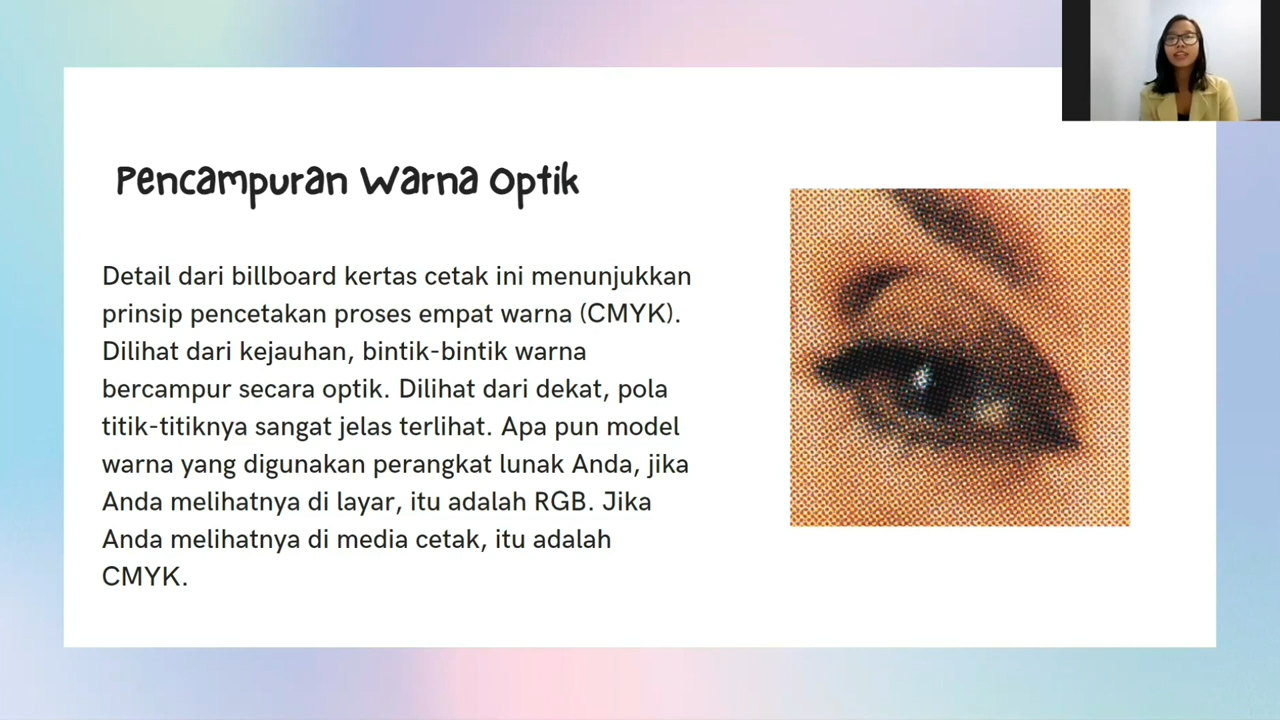 Pencampuran Warna Optik
Detail dari billboard kertas cetak ini menunjukkan
prinsip pencetakan proses empat warna (CMYK).
Dilihat dari kejauhan, bintik-bintik warna
bercampur secara optik. Dilihat dari dekat, pola
titik-titiknya sangat jelas terlihat. Apa pun model
warna yang digunakan perangkat lunak Anda, jika
Anda melihatnya di layar, itu adalah RGB. Jika
Anda melihatnya di media cetak, itu adalah
CMYK.